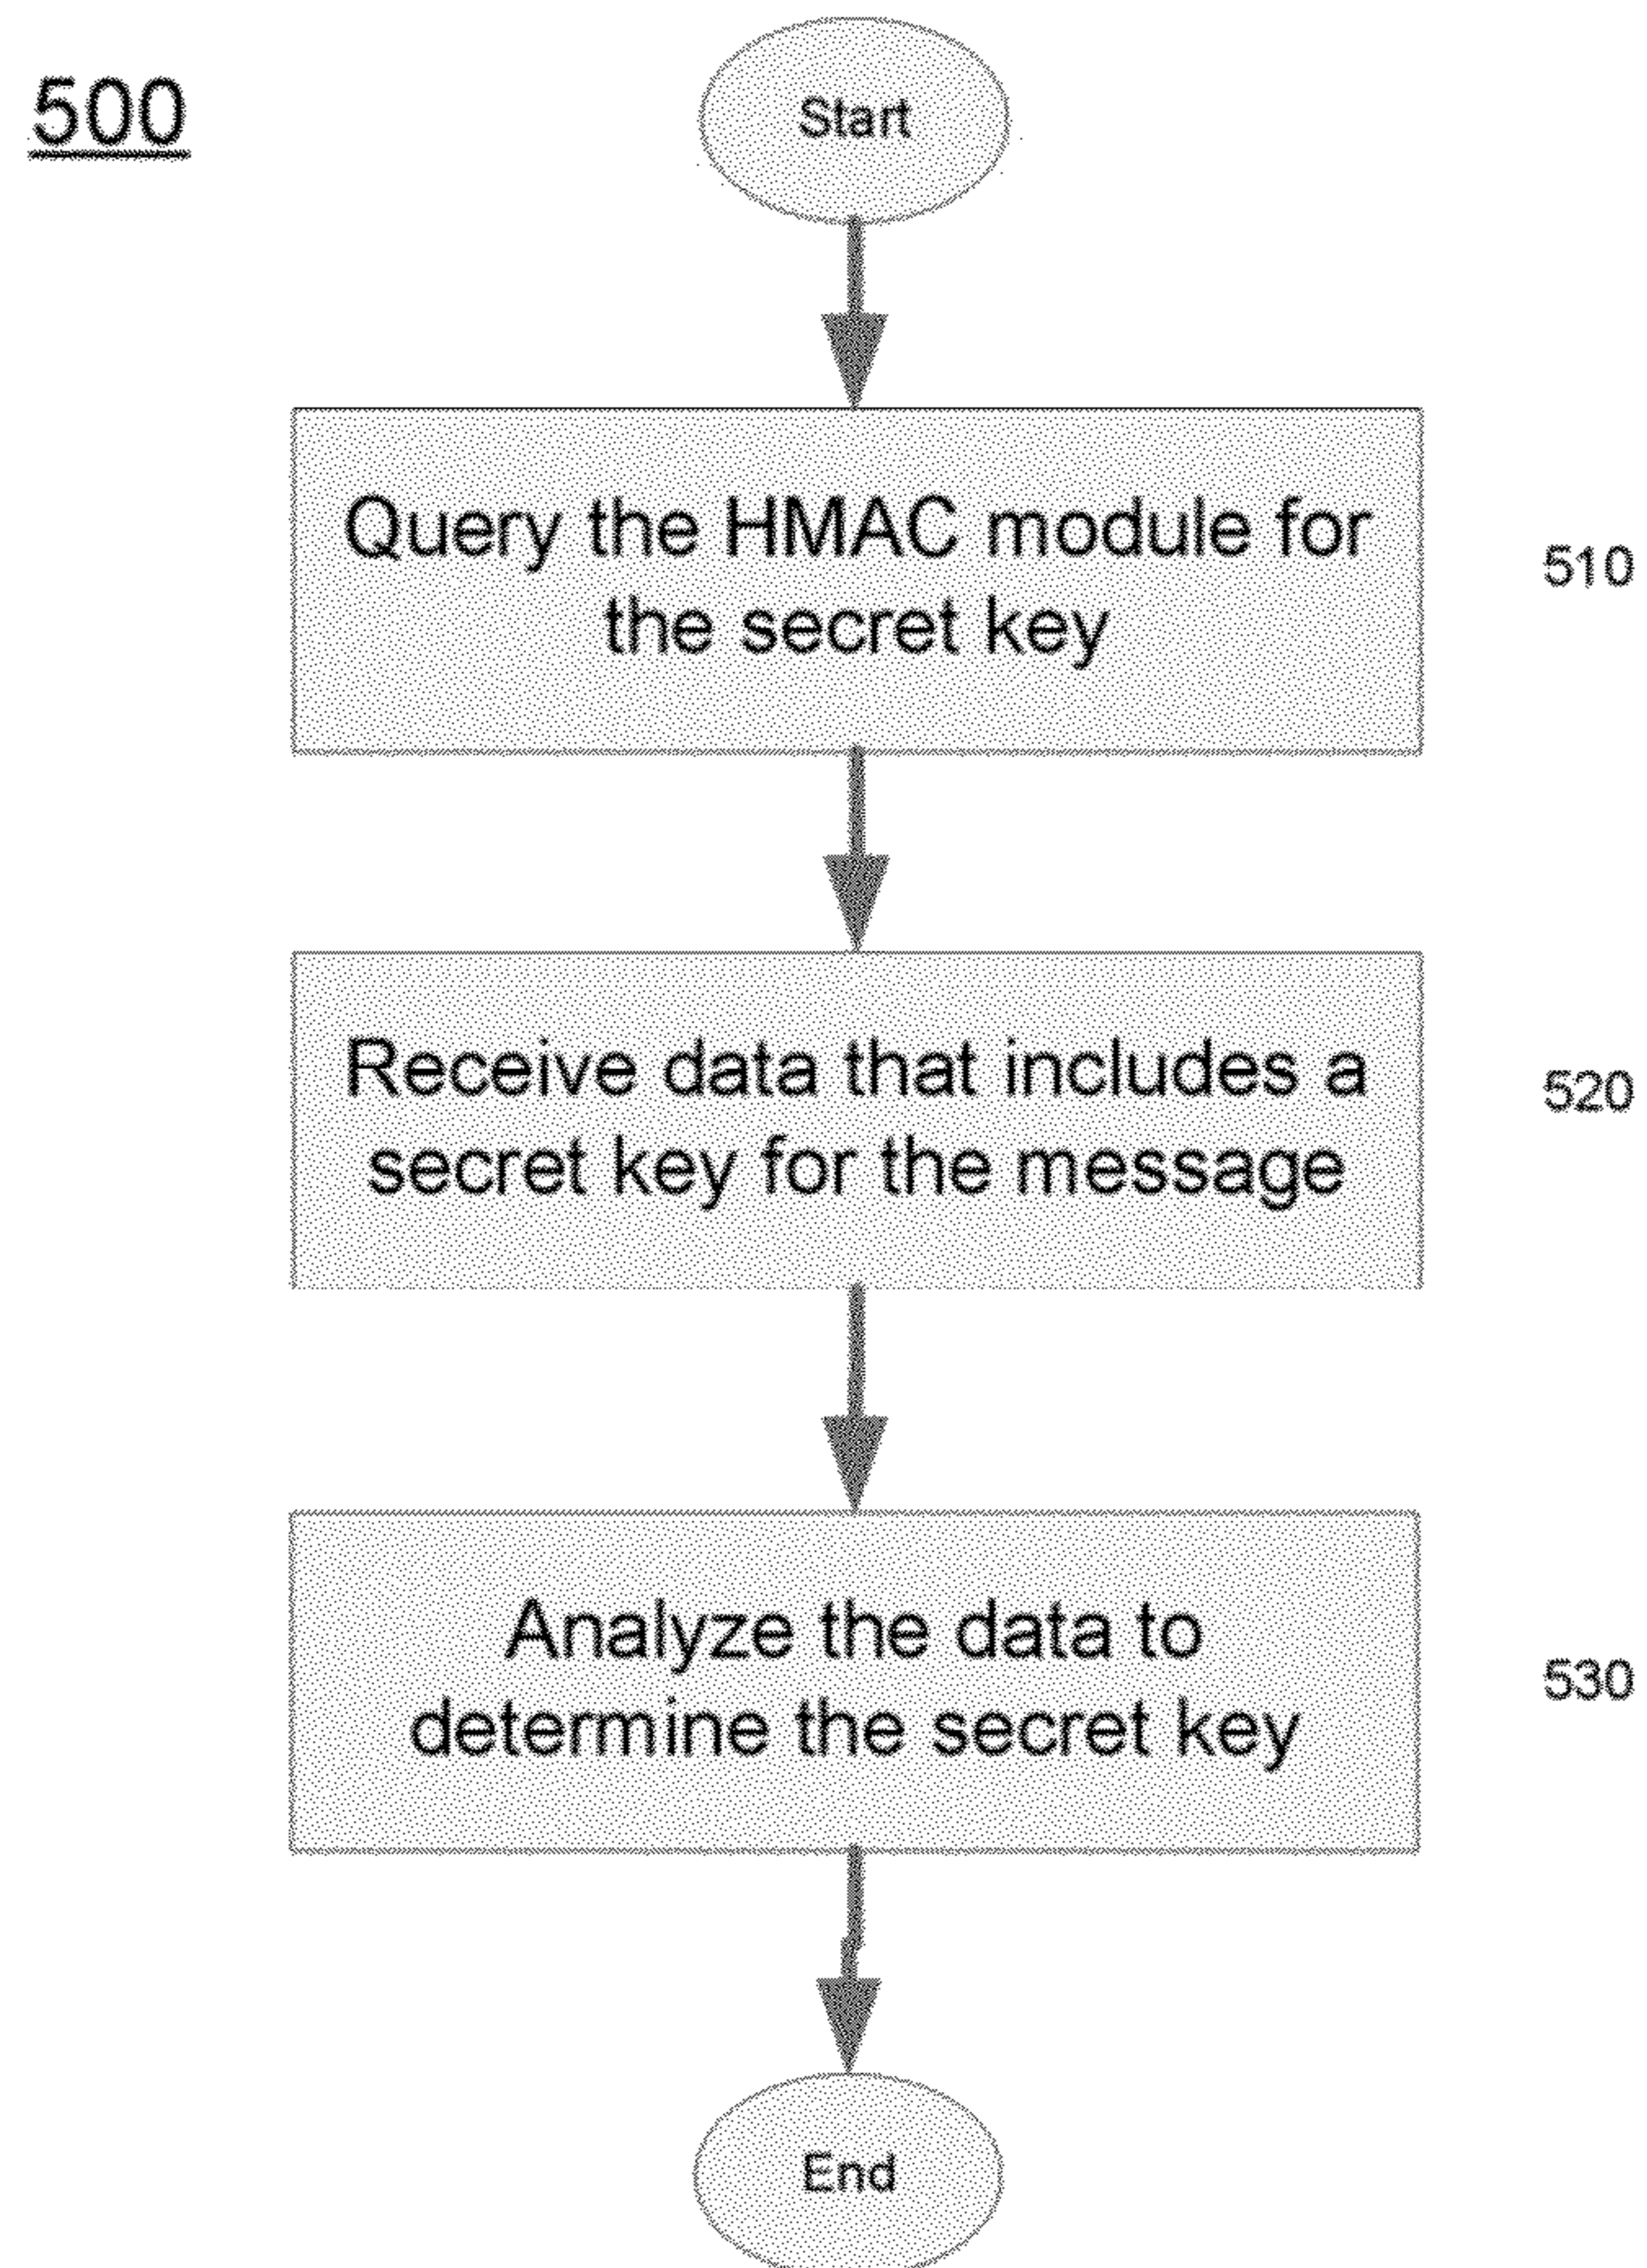 500
Start
Query the HMAC module for
the secret key
510
Receive data that includes a
secret key for the message
520
Analyze the data to
determine the secret key
530
End